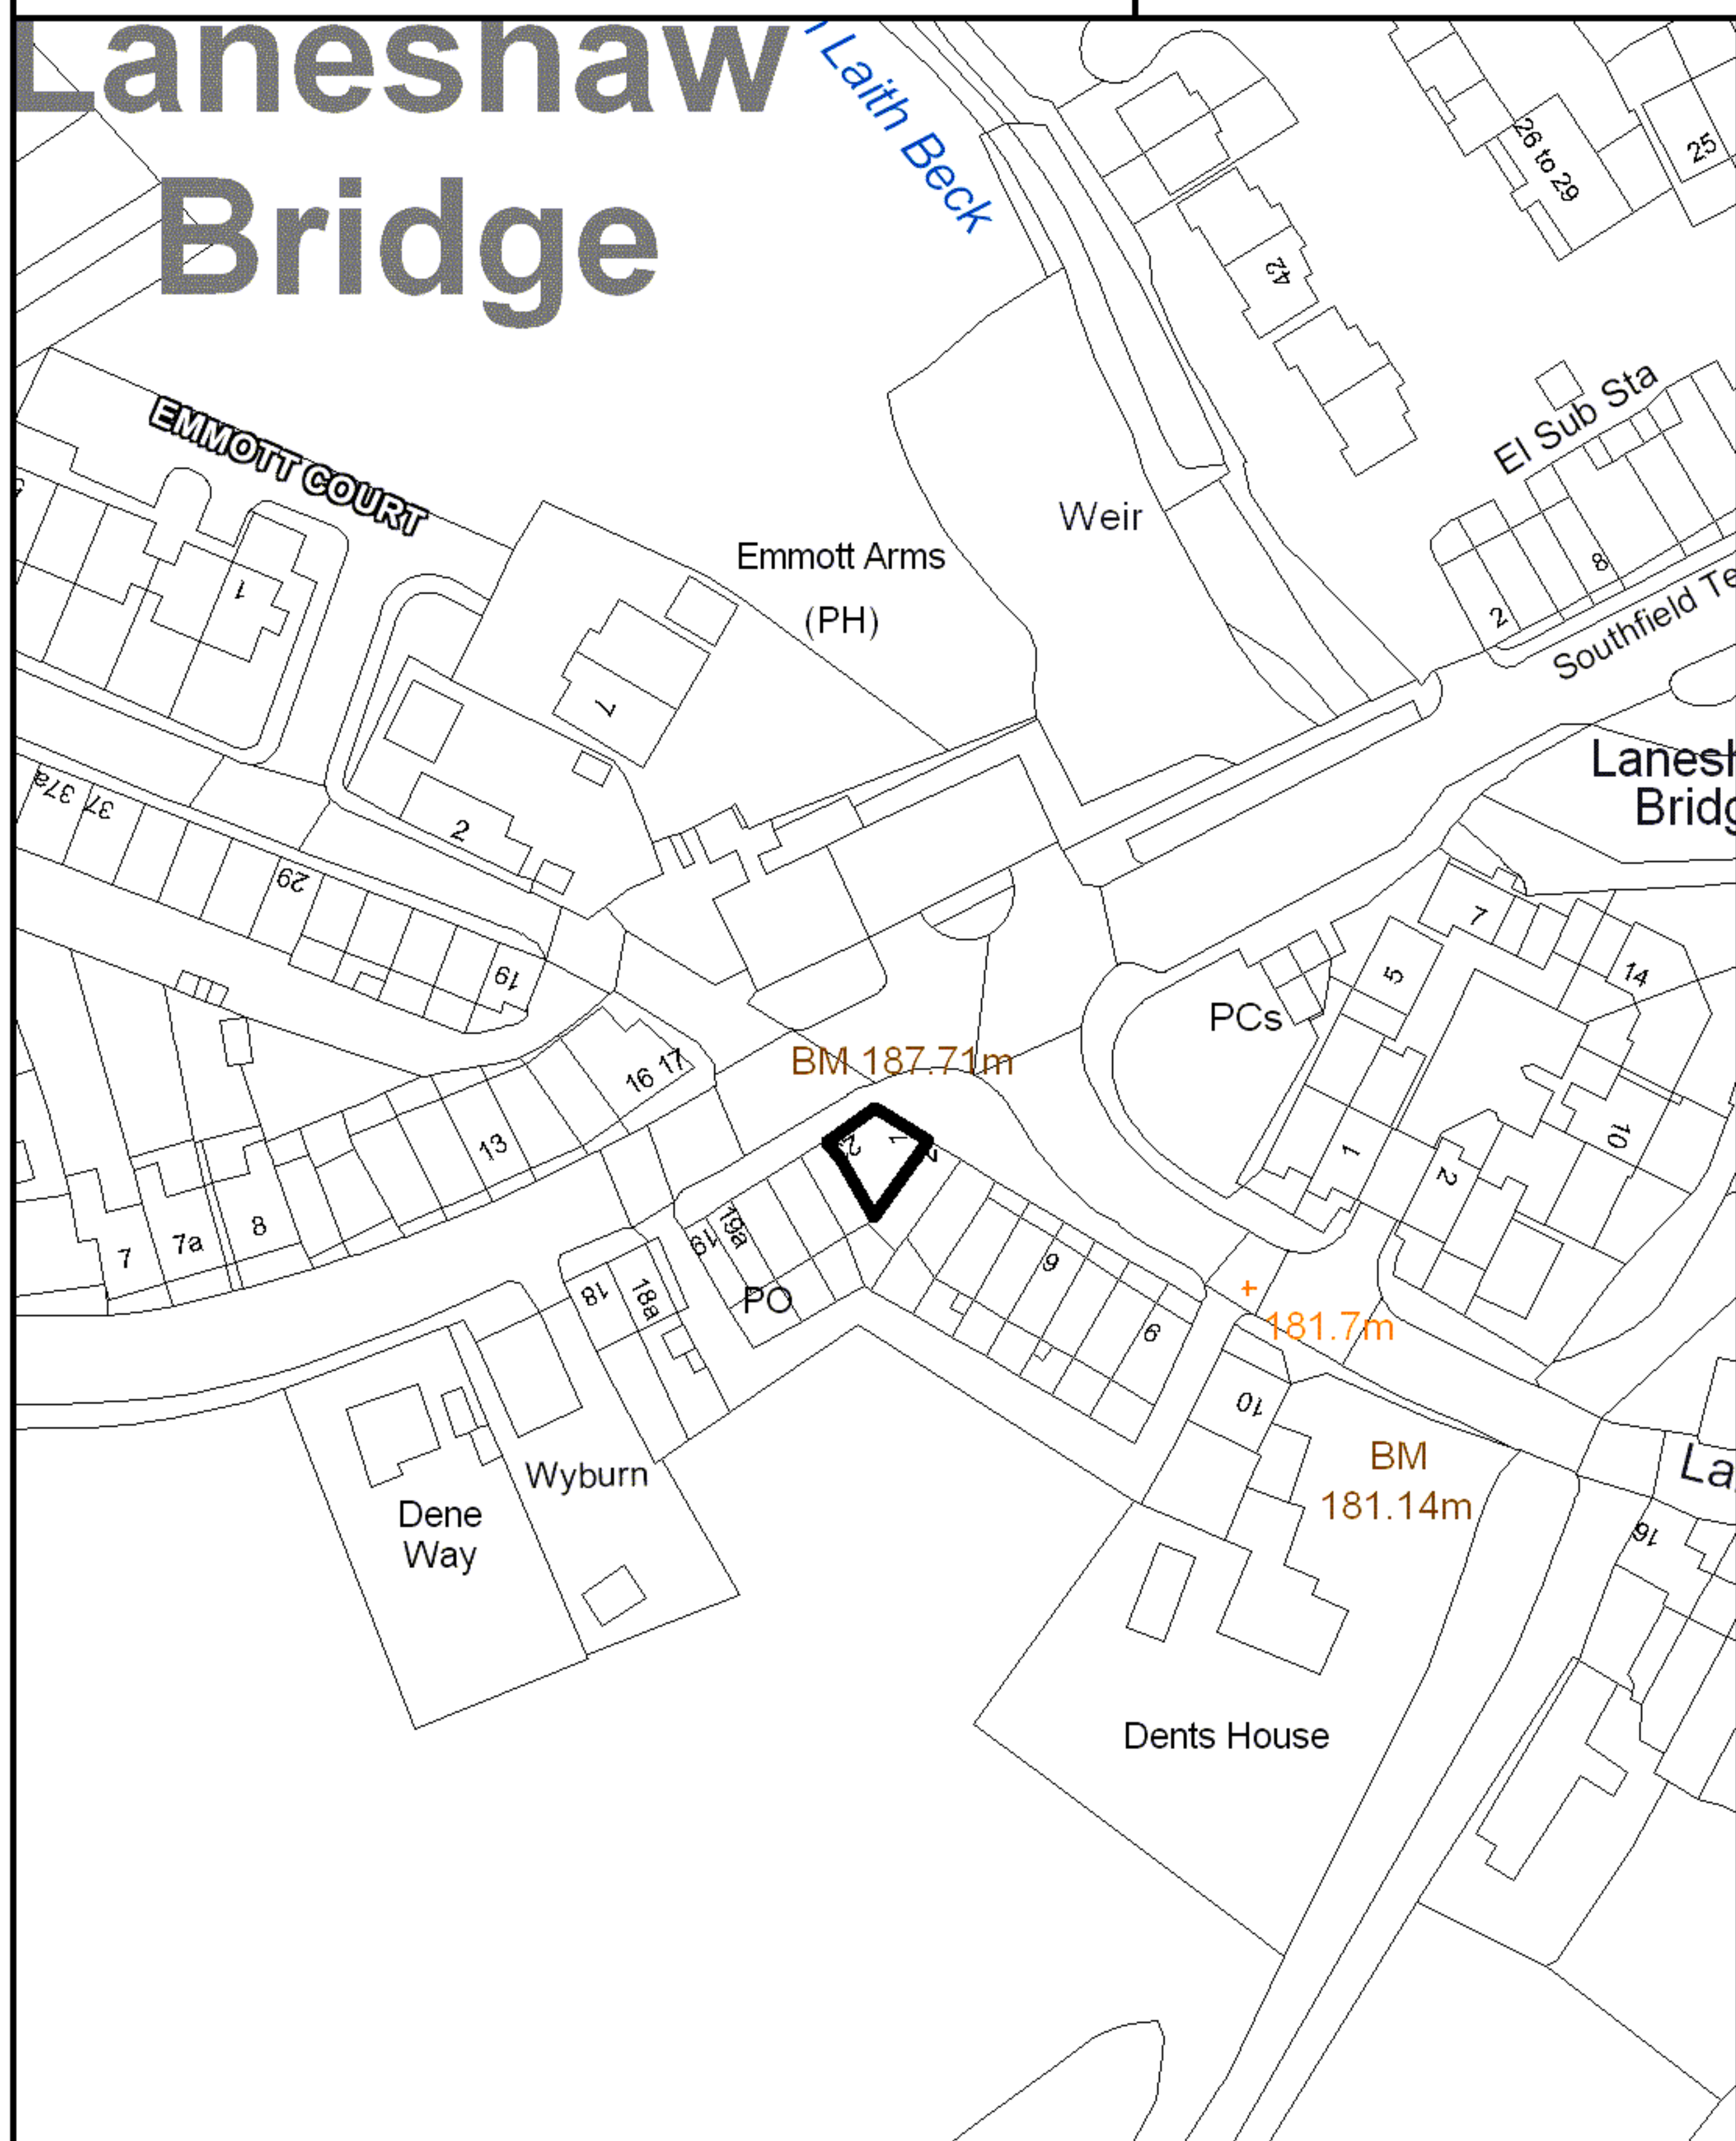 Laneshaw
Bridge
Laith Beck
26 to 29
25
42
EMMOTT COURT
El Sub Sta
Weir
Emmott Arms
(PH)
1
8
2
Southfield Te
7
Lanesh
Bridg
37a
37
2
29
19
7
5
14
PCs
BM 187.71m
16 17
13
10
1
2
19
19a
8
7a
7
9
PO
18
18a
181.7m
6
10
BM
181.14m
Wyburn
Dene
Way
La
16
Dents House